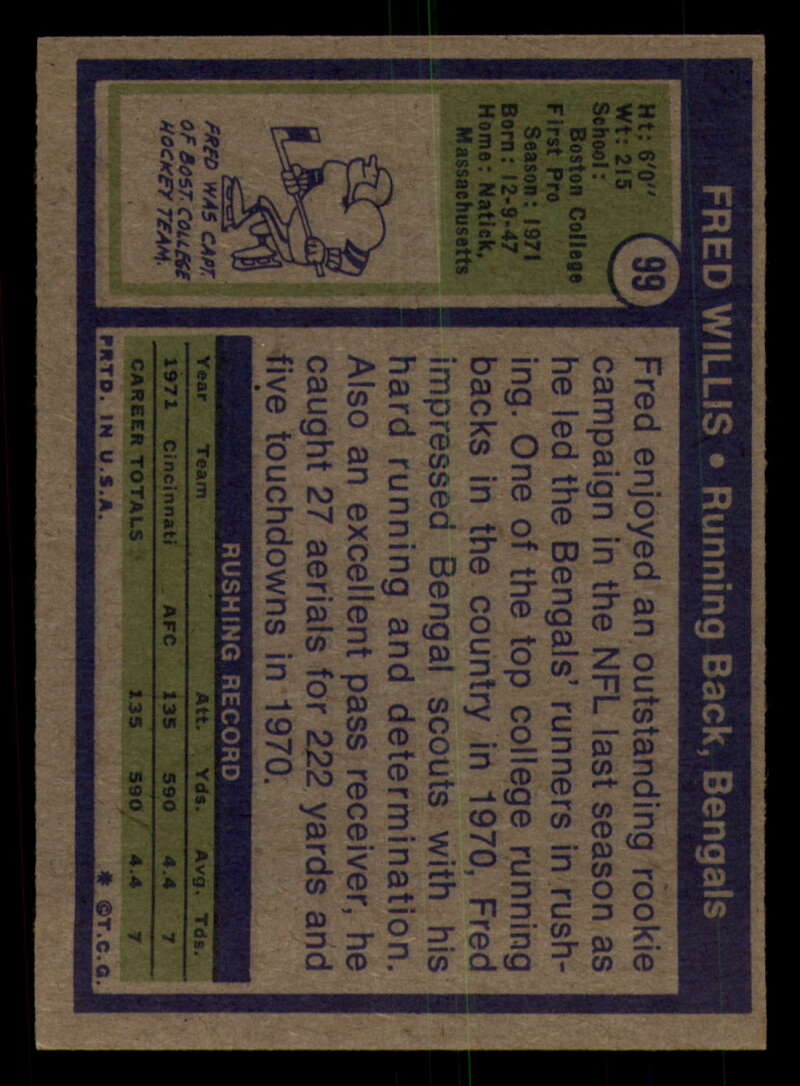 FRED WILLIS • Running Back, Bengals
99
Ht: 6'0"
Wt: 215
School:
Boston College
First Pro
Season: 1971
Born: 12-9-47
Home: Natick,
Massachusetts
FRED WAS CAPT.
OF BOST. COLLEGE
HOCKEY TEAM.
Fred enjoyed an outstanding rookie
campaign in the NFL last season as
he led the Bengals' runners in rush-
ing. One of the top college running
backs in the country in 1970, Fred
impressed Bengal scouts with his
hard running and determination.
Also an excellent pass receiver, he
caught 27 aerials for 222 yards and
five touchdowns in 1970.
RUSHING RECORD
Year Team Att. Yds. Avg. Tds.
1971 Cincinnati AFC 135 590 4.4 7
CAREER TOTALS 135 590 4.4 7
PRTD. IN U.S.A. * ©T.C.G.